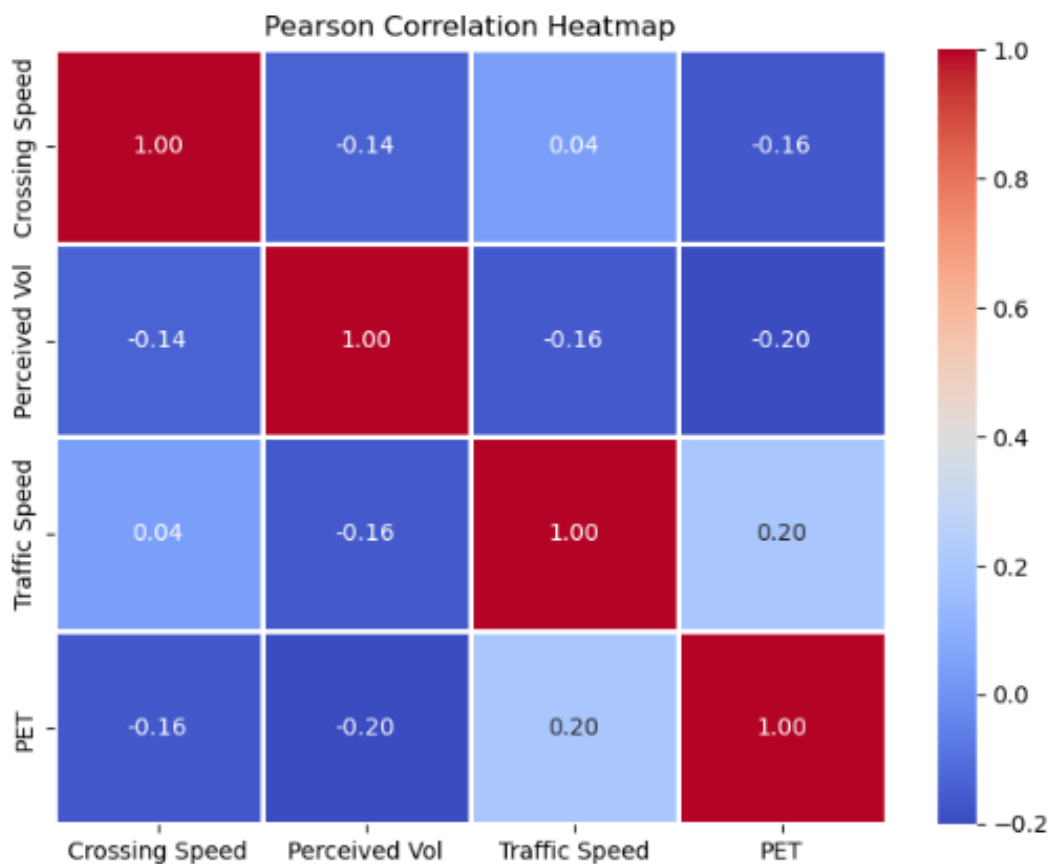 Pearson Correlation Heatmap
Crossing Speed
1.00
-0.14
0.04
-0.16
Perceived Vol
-0.14
1.00
-0.16
-0.20
Traffic Speed
0.04
-0.16
1.00
0.20
PET
-0.16
-0.20
0.20
1.00
Crossing Speed
Perceived Vol
Traffic Speed
PET
1.0
0.8
0.6
0.4
0.2
0.0
−0.2